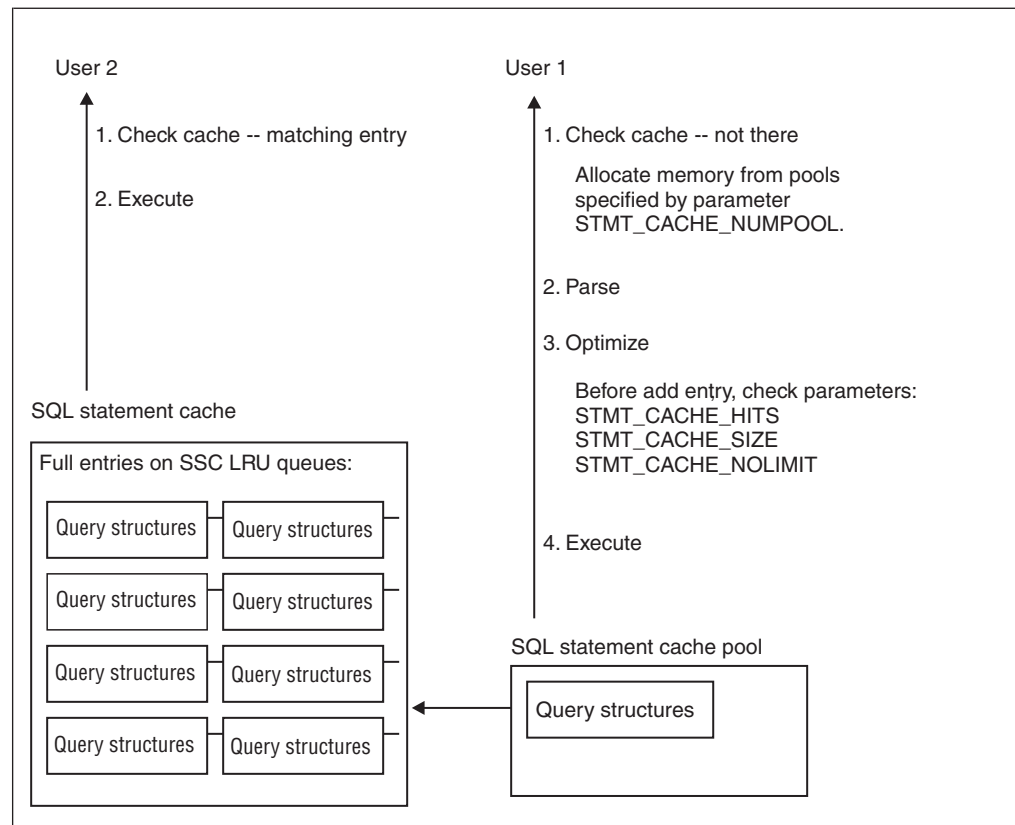 User 2
1. Check cache -- matching entry
2. Execute
SQL statement cache
Full entries on SSC LRU queues:
Query structures
Query structures
Query structures
Query structures
Query structures
Query structures
Query structures
Query structures
User 1
1. Check cache -- not there
Allocate memory from pools
specified by parameter
STMT_CACHE_NUMPOOL.
2. Parse
3. Optimize
Before add entry, check parameters:
STMT_CACHE_HITS
STMT_CACHE_SIZE
STMT_CACHE_NOLIMIT
4. Execute
SQL statement cache pool
Query structures